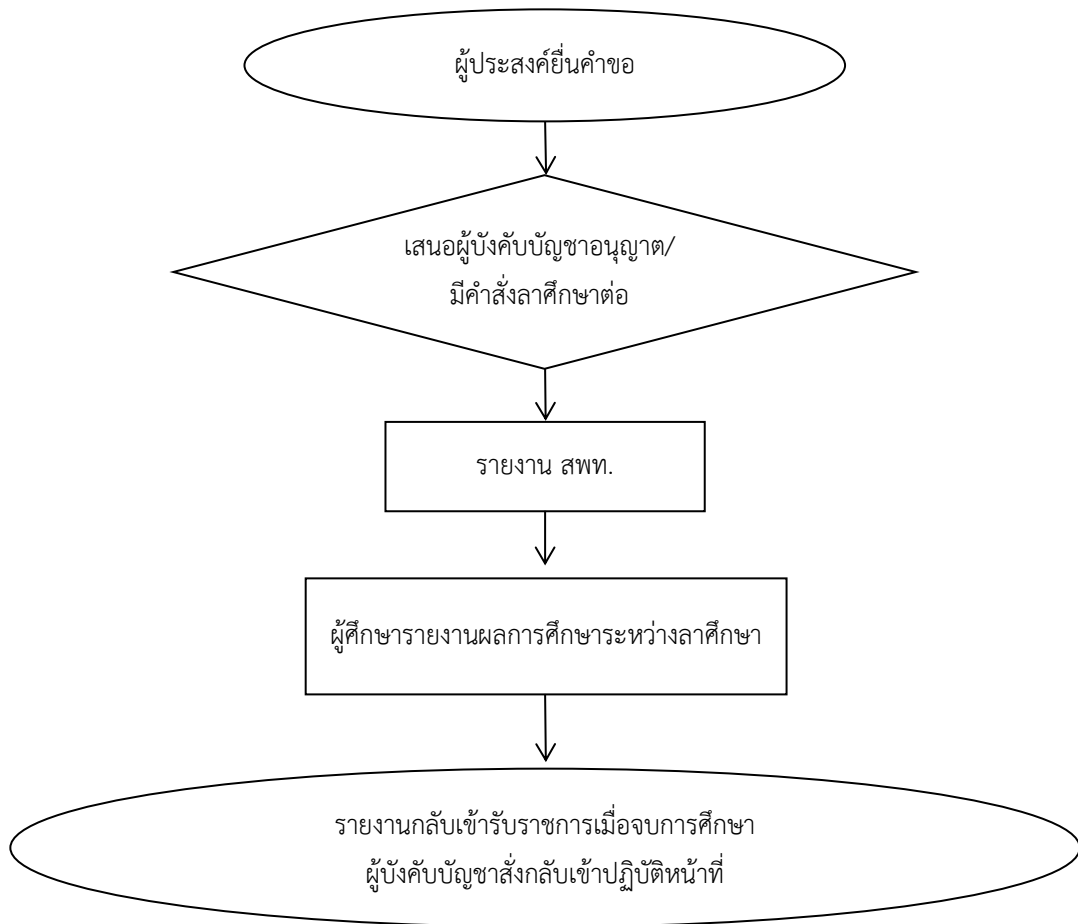 ผู้ประสงค์ยื่นคำขอ
เสนอผู้บังคับบัญชาอนุญาต/
มีคำสั่งลาศึกษาต่อ
รายงาน สพท.
ผู้ศึกษารายงานผลการศึกษาระหว่างลาศึกษา
รายงานกลับเข้ารับราชการเมื่อจบการศึกษา
ผู้บังคับบัญชาสั่งกลับเข้าปฏิบัติหน้าที่